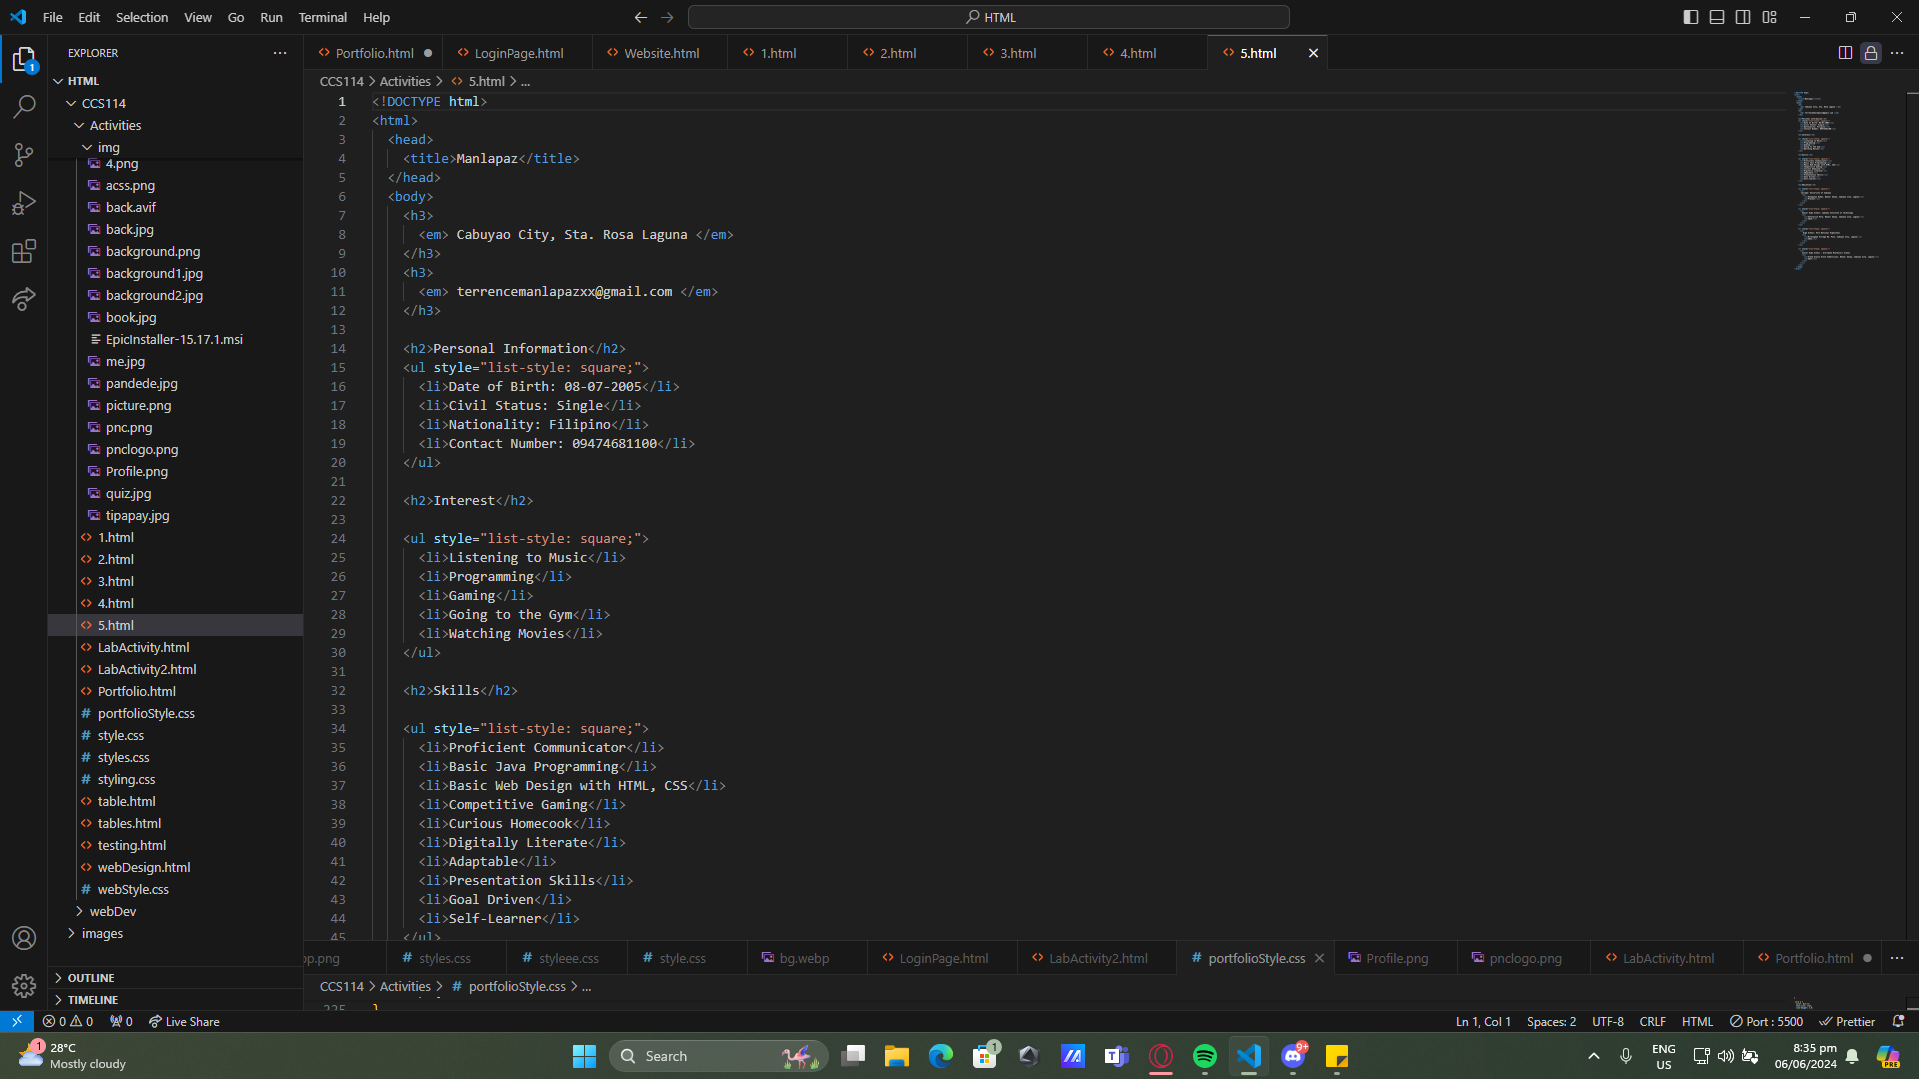 File Edit Selection View Go Run Terminal Help
HTML
EXPLORER
HTML
CCS114
Activities
img
4.png
acss.png
back.avif
back.jpg
background.png
background1.jpg
background2.jpg
book.jpg
EpicInstaller-15.17.1.msi
me.jpg
pandede.jpg
picture.png
pnc.png
pnclogo.png
Profile.png
quiz.jpg
tipapay.jpg
1.html
2.html
3.html
4.html
5.html
LabActivity.html
LabActivity2.html
Portfolio.html
portfolioStyle.css
style.css
styles.css
styling.css
table.html
tables.html
testing.html
webDesign.html
webStyle.css
webDev
images
OUTLINE
TIMELINE
1
Portfolio.html LoginPage.html Website.html 1.html 2.html 3.html 4.html 5.html
CCS114 > Activities > 5.html > ...
1 <!DOCTYPE html>
2 <html>
3 <head>
4 <title>Manlapaz</title>
5 </head>
6 <body>
7 <h3>
8 <em> Cabuyao City, Sta. Rosa Laguna </em>
9 </h3>
10 <h3>
11 <em> terrencemanlapazxx@gmail.com </em>
12 </h3>
13
14 <h2>Personal Information</h2>
15 <ul style="list-style: square;">
16 <li>Date of Birth: 08-07-2005</li>
17 <li>Civil Status: Single</li>
18 <li>Nationality: Filipino</li>
19 <li>Contact Number: 09474681100</li>
20 </ul>
21
22 <h2>Interest</h2>
23
24 <ul style="list-style: square;">
25 <li>Listening to Music</li>
26 <li>Programming</li>
27 <li>Gaming</li>
28 <li>Going to the Gym</li>
29 <li>Watching Movies</li>
30 </ul>
31
32 <h2>Skills</h2>
33
34 <ul style="list-style: square;">
35 <li>Proficient Communicator</li>
36 <li>Basic Java Programming</li>
37 <li>Basic Web Design with HTML, CSS</li>
38 <li>Competitive Gaming</li>
39 <li>Curious Homecook</li>
40 <li>Digitally Literate</li>
41 <li>Adaptable</li>
42 <li>Presentation Skills</li>
43 <li>Goal Driven</li>
44 <li>Self-Learner</li>
45 </ul>
op.png styles.css styleee.css style.css bg.webp LoginPage.html LabActivity2.html portfolioStyle.css Profile.png pnclogo.png LabActivity.html Portfolio.html
CCS114 > Activities > portfolioStyle.css > ...
225 }
0 0 0 Live Share Ln 1, Col 1 Spaces: 2 UTF-8 CRLF HTML Port : 5500 Prettier
1 28°C
Mostly cloudy
Search
1
9+
ENG
US
8:35 pm
06/06/2024
PRE